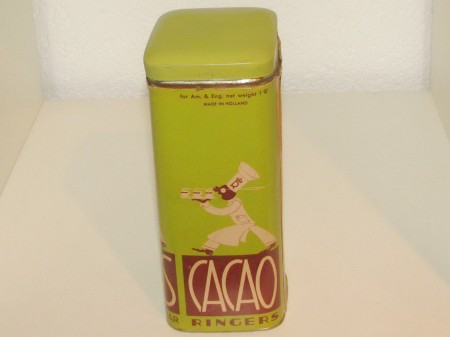 for Am. & Eng. net weight 1 lb
MADE IN HOLLAND
S CACAO
AR RINGERS